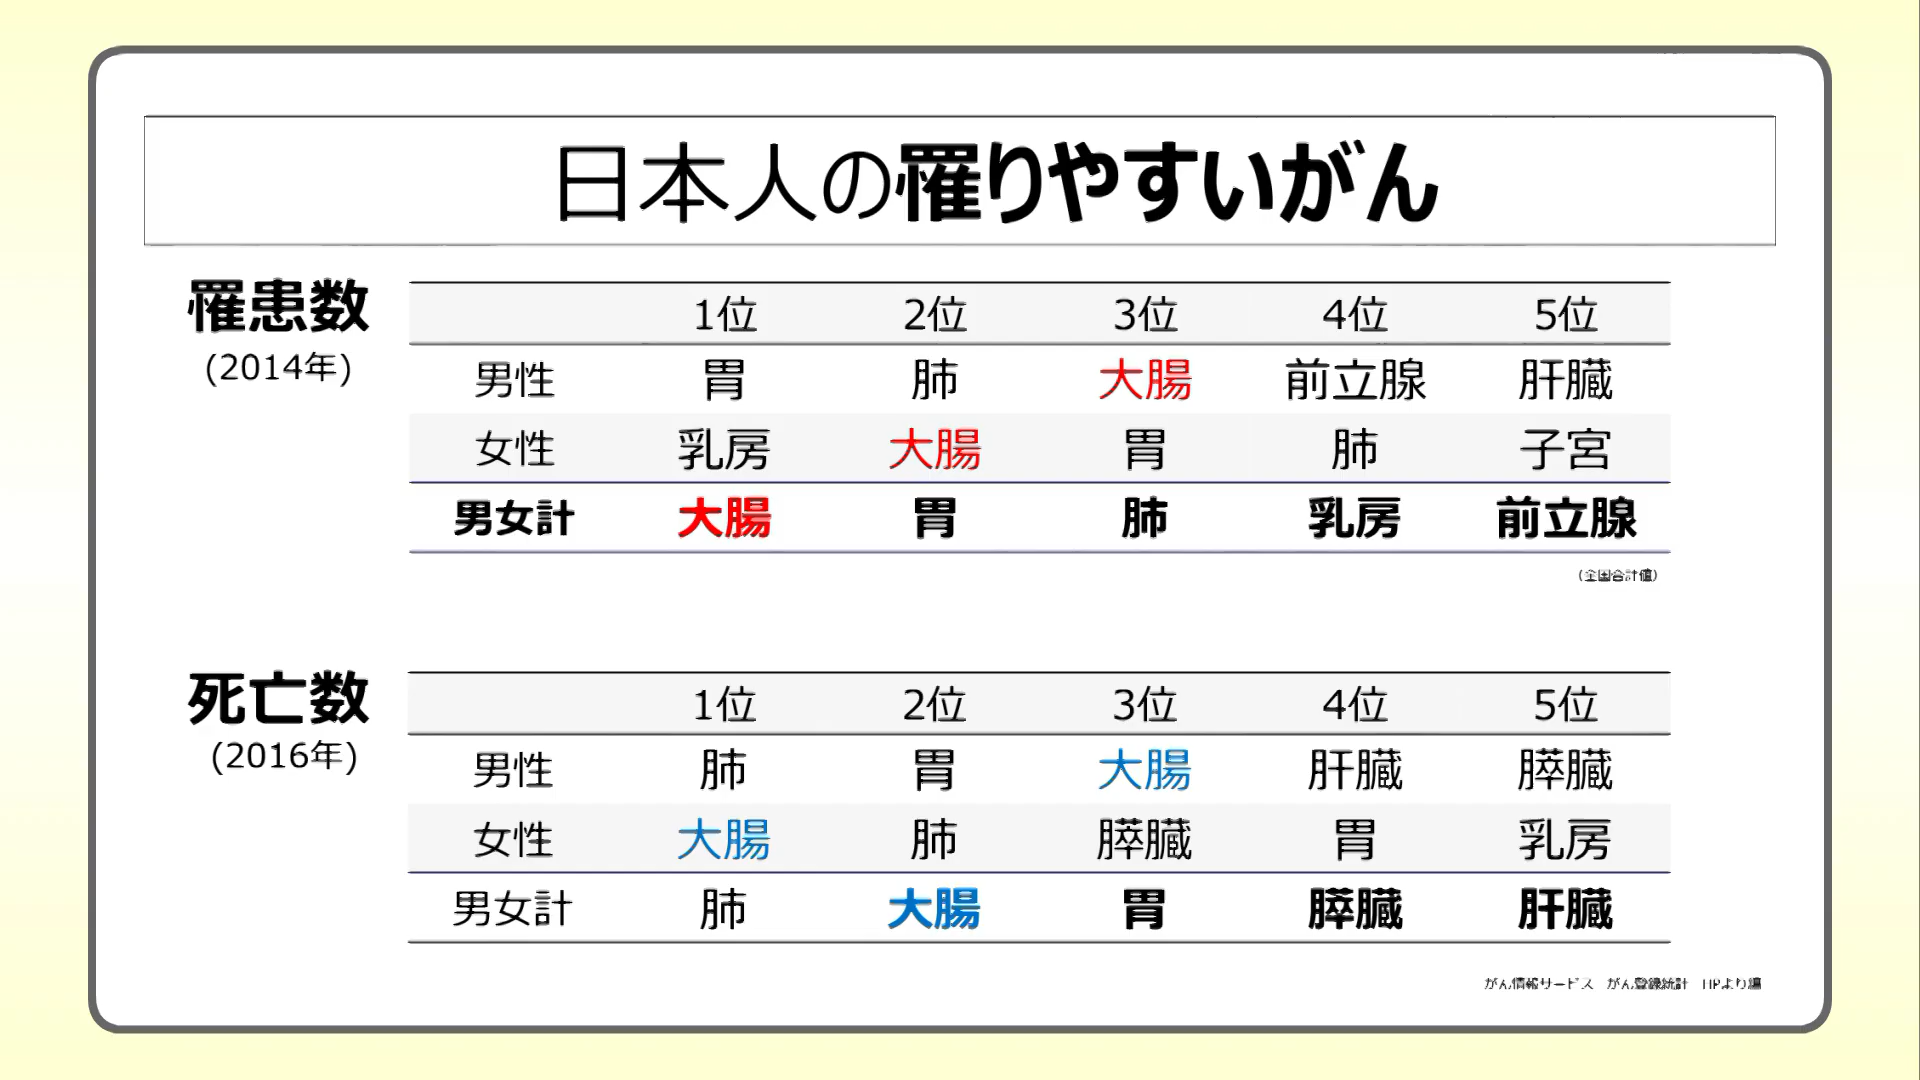 日本人の罹りやすいがん
罹患数
(2014年)
1位 2位 3位 4位 5位
男性 胃 肺 大腸 前立腺 肝臓
女性 乳房 大腸 胃 肺 子宮
男女計 大腸 胃 肺 乳房 前立腺
(全国合計値)
死亡数
(2016年)
1位 2位 3位 4位 5位
男性 肺 胃 大腸 肝臓 膵臓
女性 大腸 肺 膵臓 胃 乳房
男女計 肺 大腸 胃 膵臓 肝臓
がん情報サービス がん登録統計 HPより編